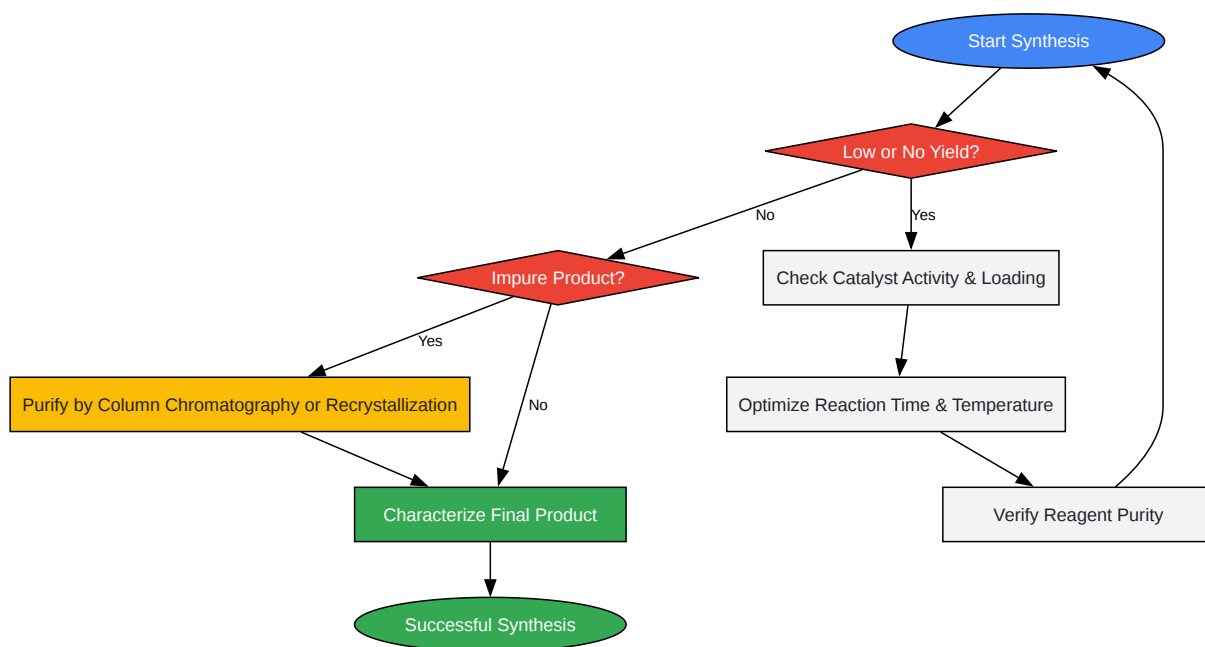 Start Synthesis
Low or No Yield?
No
Yes
Impure Product?
Check Catalyst Activity & Loading
Yes
No
Purify by Column Chromatography or Recrystallization
Optimize Reaction Time & Temperature
Characterize Final Product
Verify Reagent Purity
Successful Synthesis